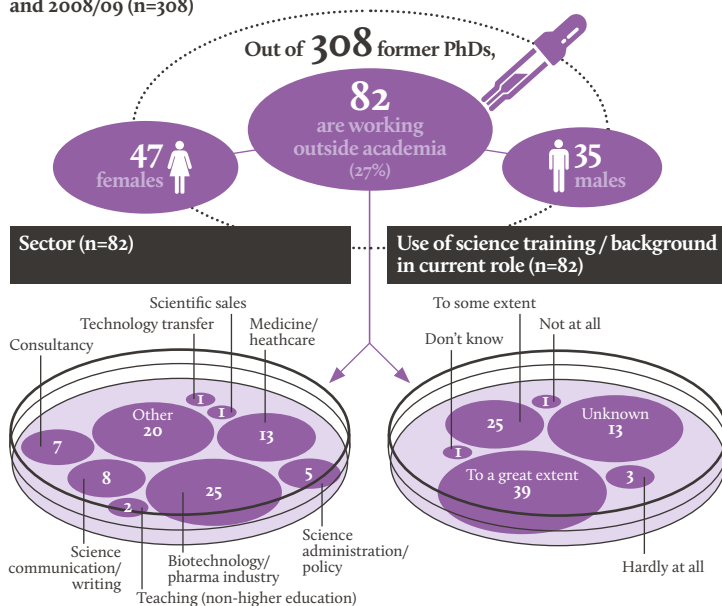 and 2008/09 (n=308)
Out of 308 former PhDs,
82
are working
outside academia
(27%)
47
females
35
males
Sector (n=82)
Use of science training / background
in current role (n=82)
Scientific sales
Technology transfer
Medicine/
heathcare
Consultancy
1
1
Other
20
13
7
8
25
5
2
Science
communication/
writing
Biotechnology/
pharma industry
Science
administration/
policy
Teaching (non-higher education)
To some extent
Not at all
Don't know
1
25
Unknown
13
1
To a great extent
39
3
Hardly at all